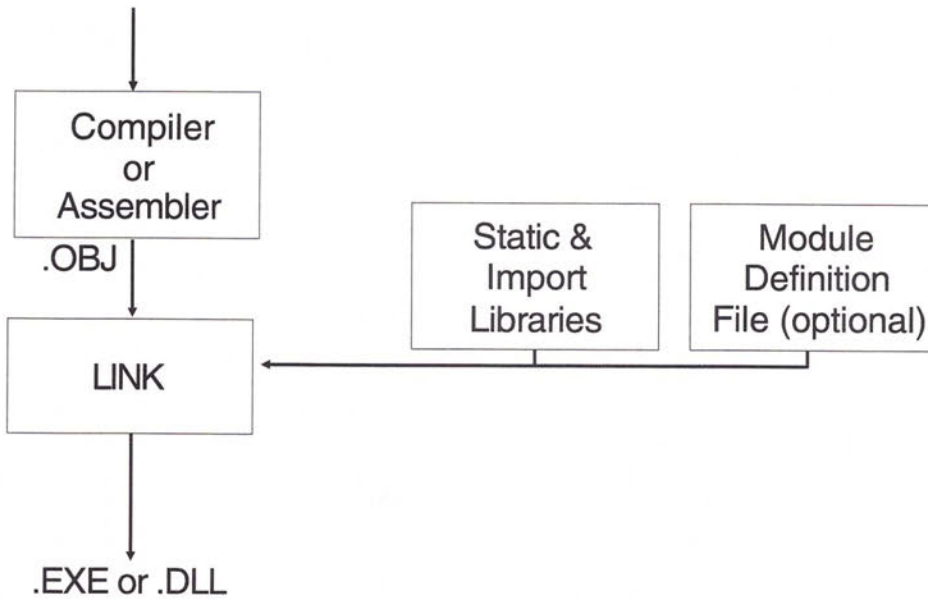 Compiler
or
Assembler
.OBJ
Static &
Import
Libraries
Module
Definition
File (optional)
LINK
.EXE or .DLL